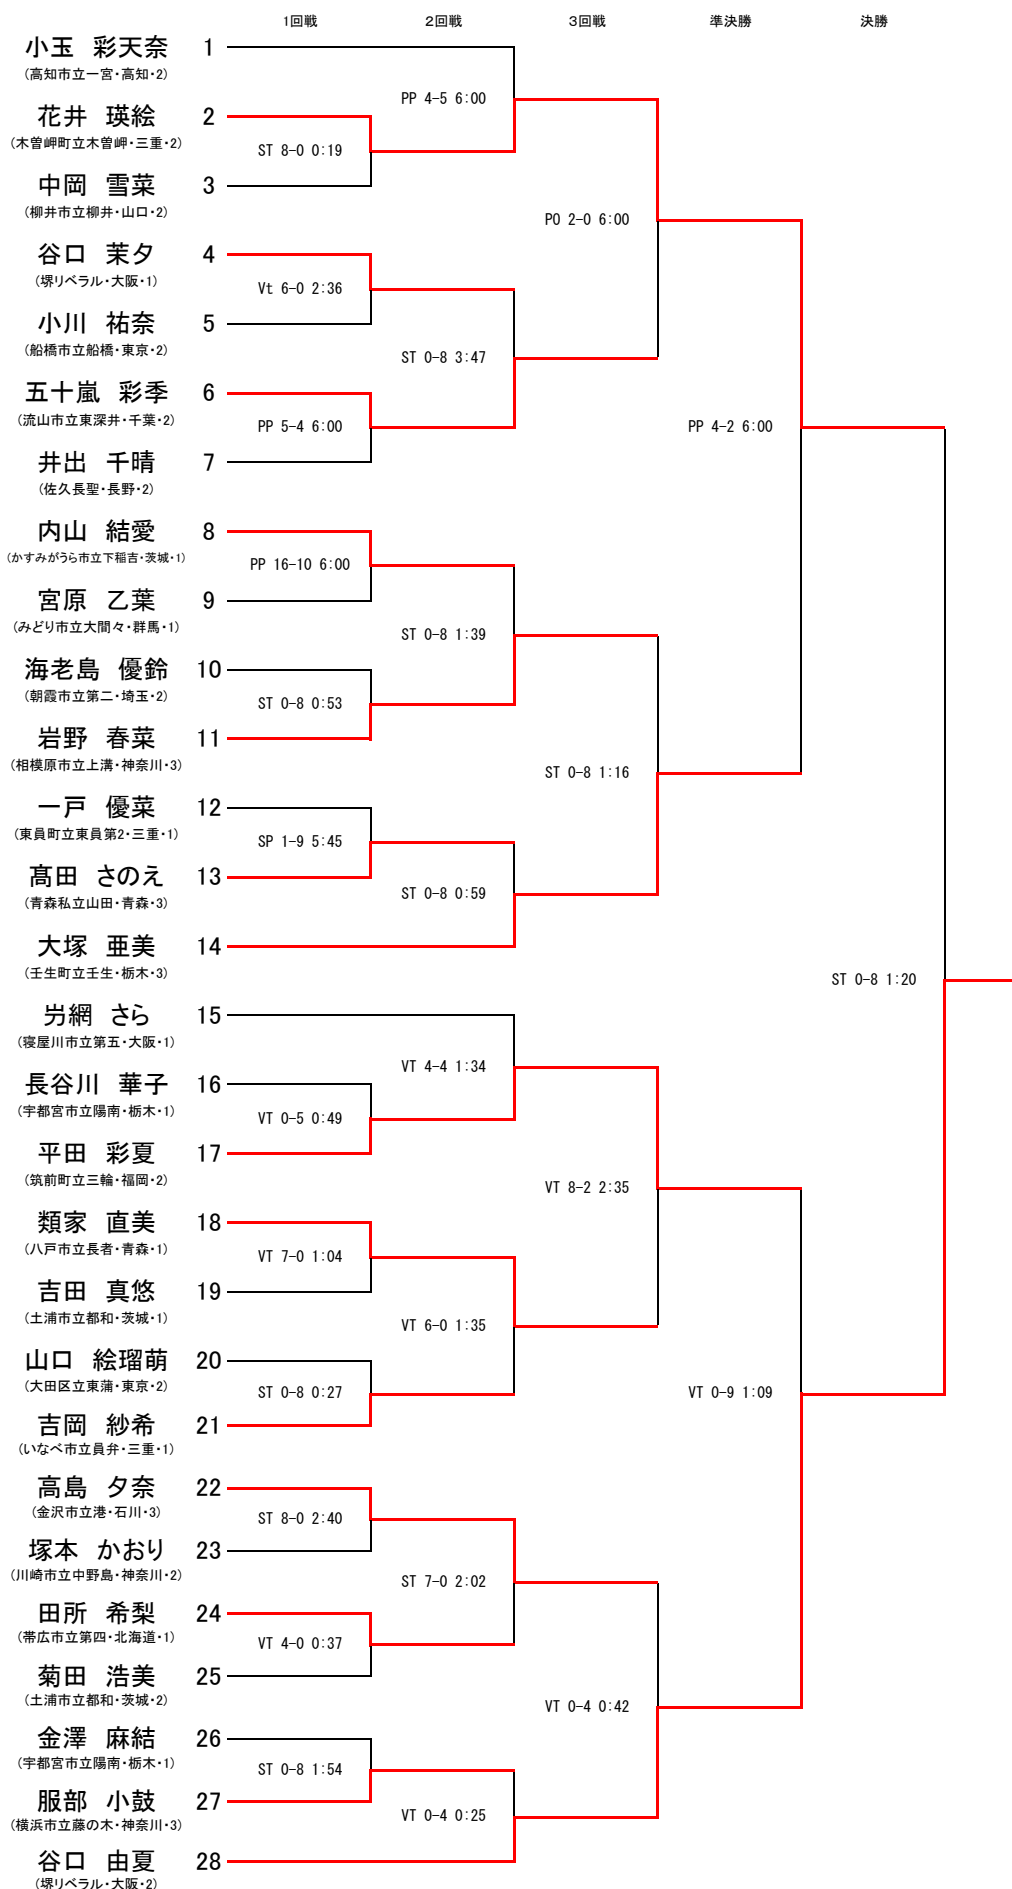 1回戦 2回戦 3回戦 準決勝 決勝
小玉 彩天奈 1
(高知市立一宮・高知・2)
PP 4-5 6:00
花井 瑛絵 2
(木曽岬町立木曽岬・三重・2)
ST 8-0 0:19
中岡 雪菜 3
(柳井市立柳井・山口・2)
PO 2-0 6:00
谷口 茉夕 4
(堺リベラル・大阪・1)
Vt 6-0 2:36
小川 祐奈 5
(船橋市立船橋・東京・2)
ST 0-8 3:47
五十嵐 彩季 6
(流山市立東深井・千葉・2)
PP 5-4 6:00
PP 4-2 6:00
井出 千晴 7
(佐久長聖・長野・2)
内山 結愛 8
(かすみがうら市立下稲吉・茨城・1)
PP 16-10 6:00
宮原 乙葉 9
(みどり市立大間々・群馬・1)
ST 0-8 1:39
海老島 優鈴 10
(朝霞市立第二・埼玉・2)
ST 0-8 0:53
岩野 春菜 11
(相模原市立上溝・神奈川・3)
ST 0-8 1:16
一戸 優菜 12
(東員町立東員第2・三重・1)
SP 1-9 5:45
髙田 さのえ 13
(青森私立山田・青森・3)
ST 0-8 0:59
大塚 亜美 14
(壬生町立壬生・栃木・3)
ST 0-8 1:20
労網 さら 15
(寝屋川市立第五・大阪・1)
VT 4-4 1:34
長谷川 華子 16
(宇都宮市立陽南・栃木・1)
VT 0-5 0:49
平田 彩夏 17
(筑前町立三輪・福岡・2)
VT 8-2 2:35
類家 直美 18
(八戸市立長者・青森・1)
VT 7-0 1:04
吉田 真悠 19
(土浦市立都和・茨城・1)
VT 6-0 1:35
山口 絵瑠萌 20
(大田区立東蒲・東京・2)
ST 0-8 0:27
VT 0-9 1:09
吉岡 紗希 21
(いなべ市立員弁・三重・1)
高島 夕奈 22
(金沢市立港・石川・3)
ST 8-0 2:40
塚本 かおり 23
(川崎市立中野島・神奈川・2)
ST 7-0 2:02
田所 希梨 24
(帯広市立第四・北海道・1)
VT 4-0 0:37
菊田 浩美 25
(土浦市立都和・茨城・2)
VT 0-4 0:42
金澤 麻結 26
(宇都宮市立陽南・栃木・1)
ST 0-8 1:54
服部 小鼓 27
(横浜市立藤の木・神奈川・3)
VT 0-4 0:25
谷口 由夏 28
(堺リベラル・大阪・2)